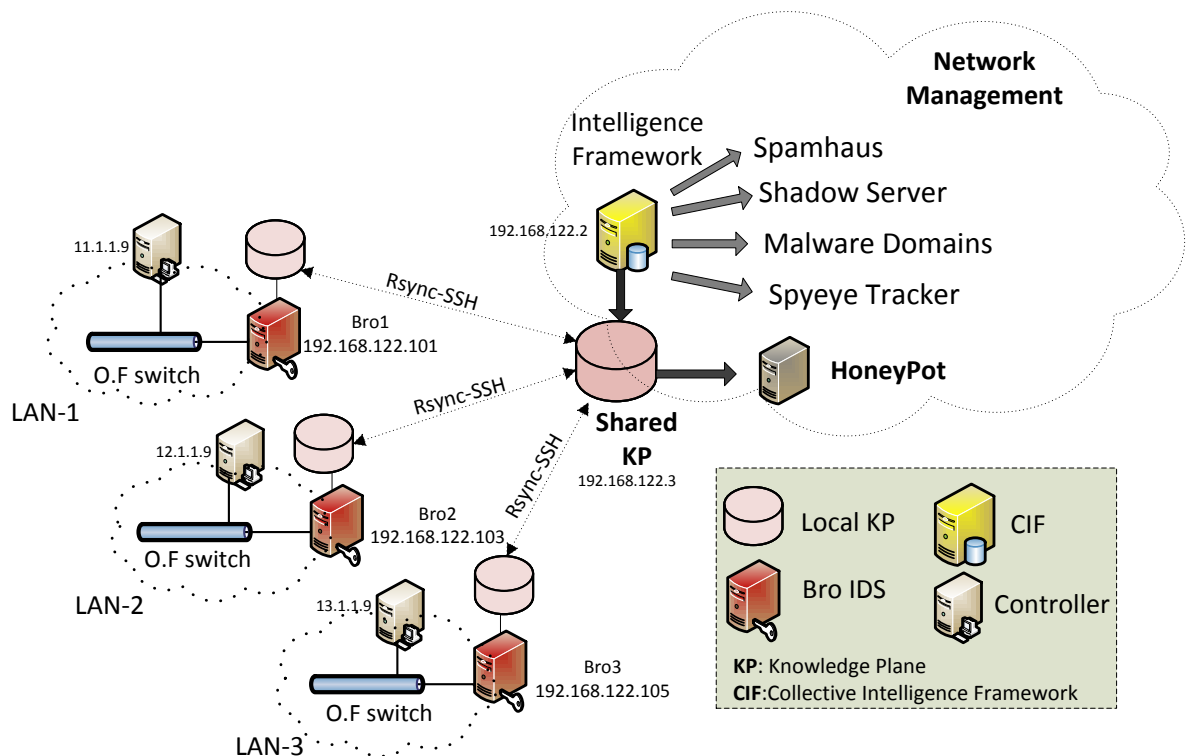 Network
Management
Intelligence
Framework
Spamhaus
Shadow Server
Malware Domains
Spyeye Tracker
192.168.122.2
11.1.1.9
Rsync-SSH
Bro1
192.168.122.101
O.F switch
LAN-1
Rsync-SSH
HoneyPot
Shared
KP
192.168.122.3
12.1.1.9
Rsync-SSH
Bro2
192.168.122.103
O.F switch
LAN-2
13.1.1.9
Bro3
192.168.122.105
O.F switch
LAN-3
Local KP
CIF
Bro IDS
Controller
KP: Knowledge Plane
CIF:Collective Intelligence Framework